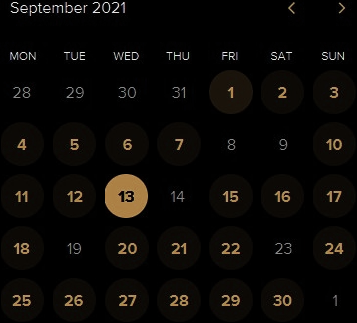 September 2021
MON TUE WED THU FRI SAT SUN
28 29 30 31 1 2 3
4 5 6 7 8 9 10
11 12 13 14 15 16 17
18 19 20 21 22 23 24
25 26 27 28 29 30 1